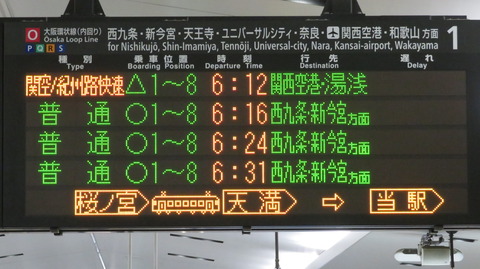 O 大阪環状線(内回り) 西九条・新今宮・天王寺・ユニバーサルシティ・奈良・関西空港・和歌山 方面 1
Osaka Loop Line for Nishikujō, Shin-Imamiya, Tennōji, Universal-city, Nara, Kansai-airport, Wakayama
P Q R S
種別 乗車位置 時刻 行先 遅れ
Type Boarding Position Departure Time Destination Delay
関空/紀州路快速 △1~8 6:12 関西空港・湯浅
普通 ○1~8 6:16 西九条・新今宮方面
普通 ○1~8 6:24 西九条・新今宮方面
普通 ○1~8 6:31 西九条・新今宮方面
桜ノ宮 天満 ⇨ 当駅